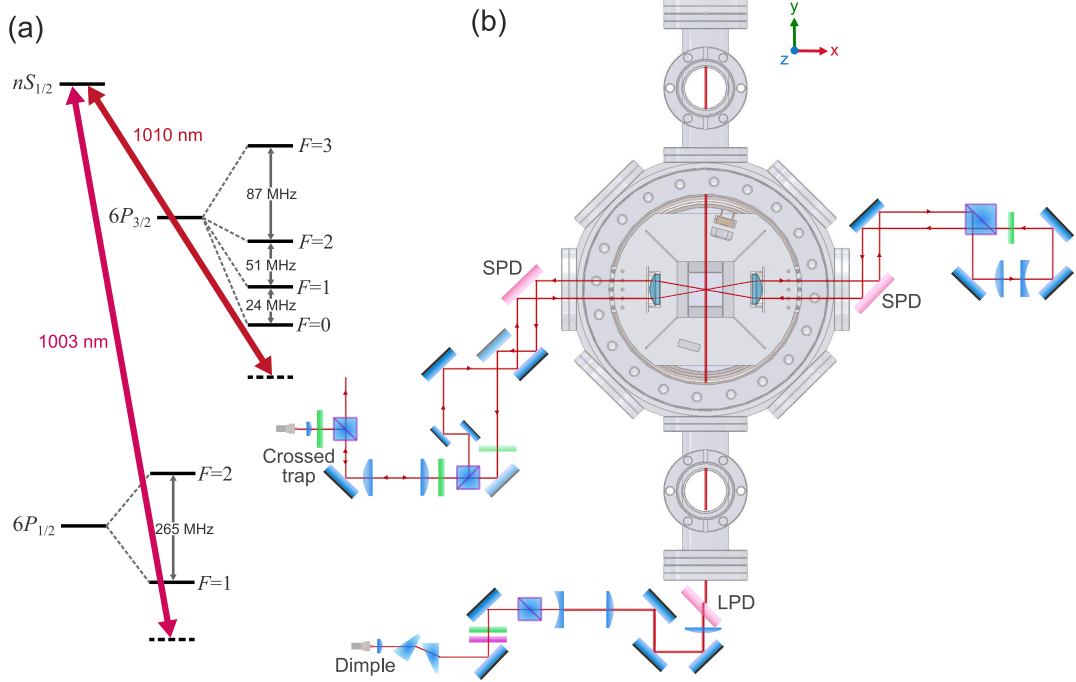 (a)
nS1/2
1010 nm
F=3
87 MHz
6P3/2
F=2
51 MHz
F=1
24 MHz
F=0
1003 nm
F=2
6P1/2
265 MHz
F=1
(b)
y
z
x
SPD
SPD
Crossed
trap
LPD
Dimple